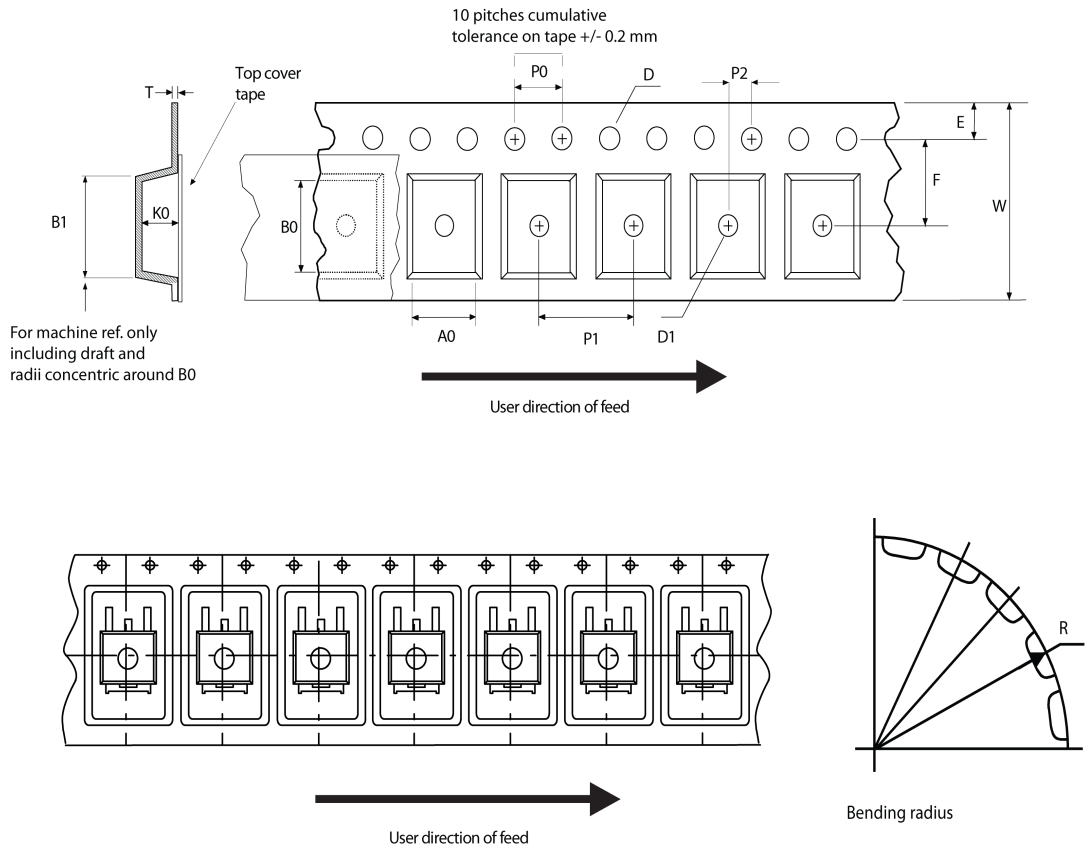 10 pitches cumulative
tolerance on tape +/- 0.2 mm
Top cover
tape
T
P0
D
P2
E
F
W
B1
K0
B0
For machine ref. only
including draft and
radii concentric around B0
A0
P1
D1
User direction of feed
R
Bending radius
User direction of feed